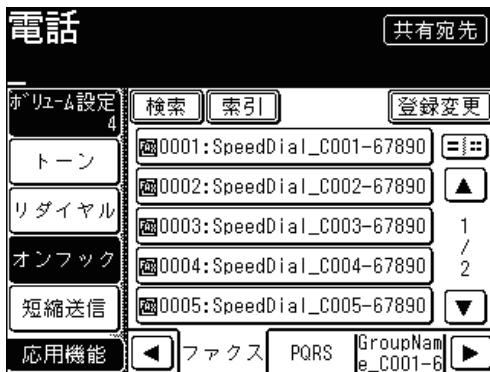 電話
共有宛先
ボリューム設定
4
検索
索引
登録変更
トーン
リダイヤル
オンフック
短縮送信
応用機能
0001:SpeedDial_C001-67890
0002:SpeedDial_C002-67890
0003:SpeedDial_C003-67890
0004:SpeedDial_C004-67890
0005:SpeedDial_C005-67890
1
/
2
ファクス
PQRS
GroupNam
e_C001-6